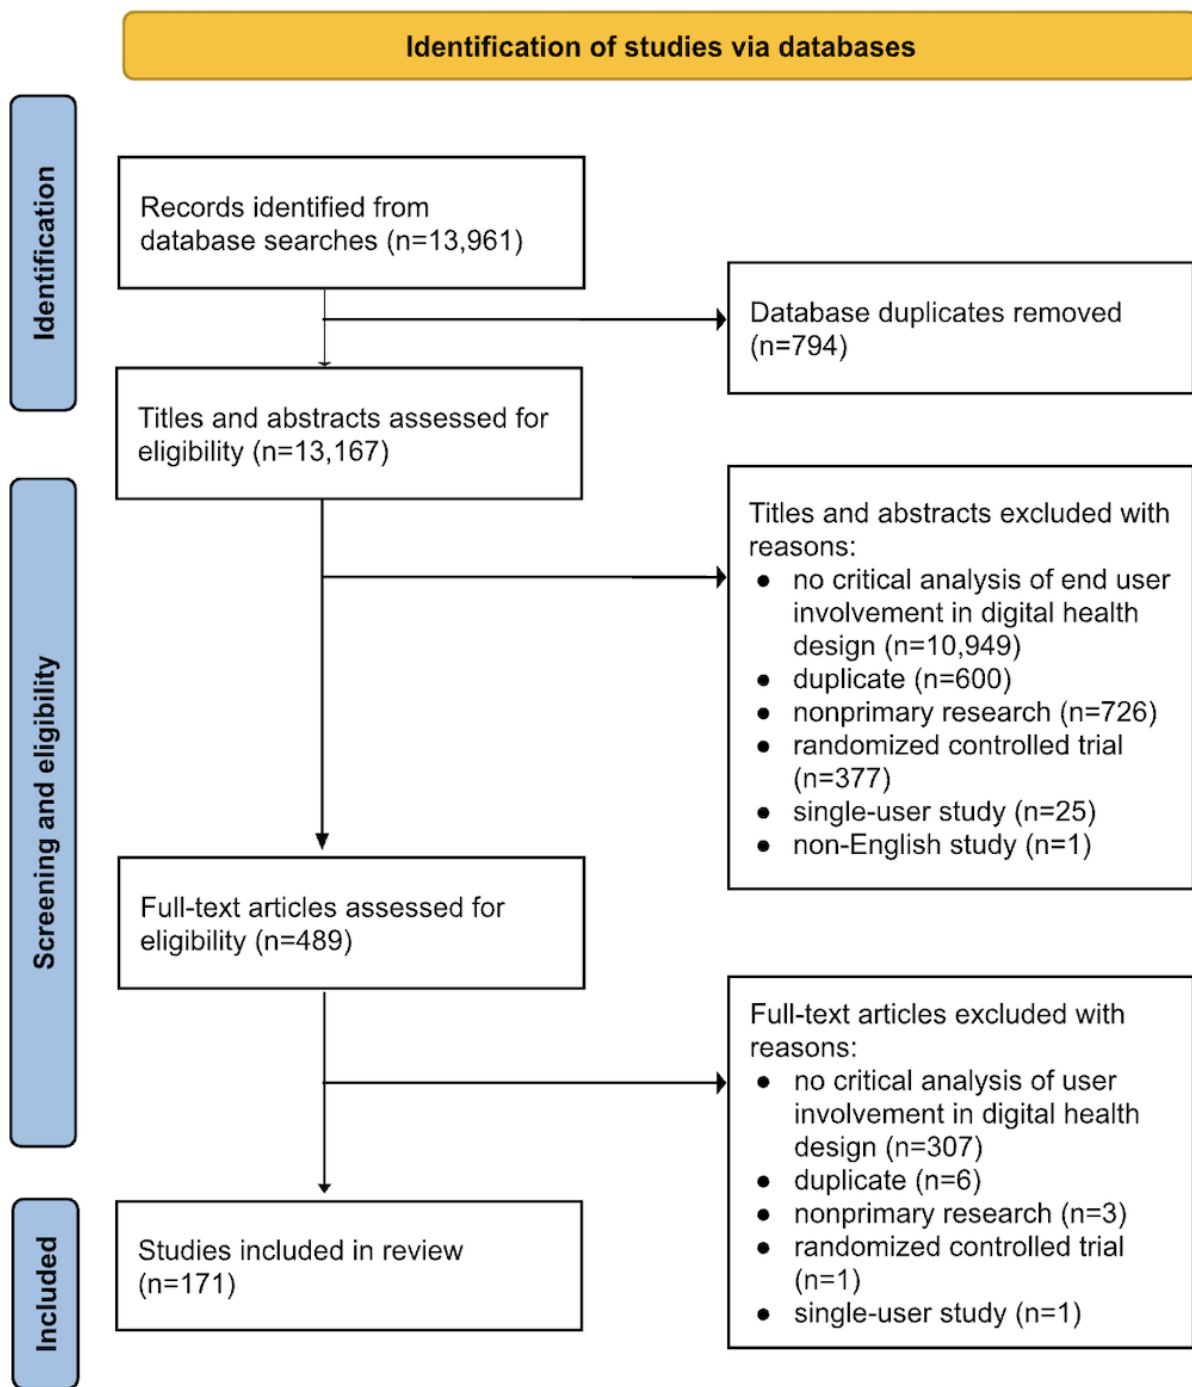 Identification of studies via databases
Identification
Records identified from
database searches (n=13,961)
Database duplicates removed
(n=794)
Titles and abstracts assessed for
eligibility (n=13,167)
Screening and eligibility
Titles and abstracts excluded with
reasons:
● no critical analysis of end user
involvement in digital health
design (n=10,949)
● duplicate (n=600)
● nonprimary research (n=726)
● randomized controlled trial
(n=377)
● single-user study (n=25)
● non-English study (n=1)
Full-text articles assessed for
eligibility (n=489)
Full-text articles excluded with
reasons:
● no critical analysis of user
involvement in digital health
design (n=307)
● duplicate (n=6)
● nonprimary research (n=3)
● randomized controlled trial
(n=1)
● single-user study (n=1)
Included
Studies included in review
(n=171)